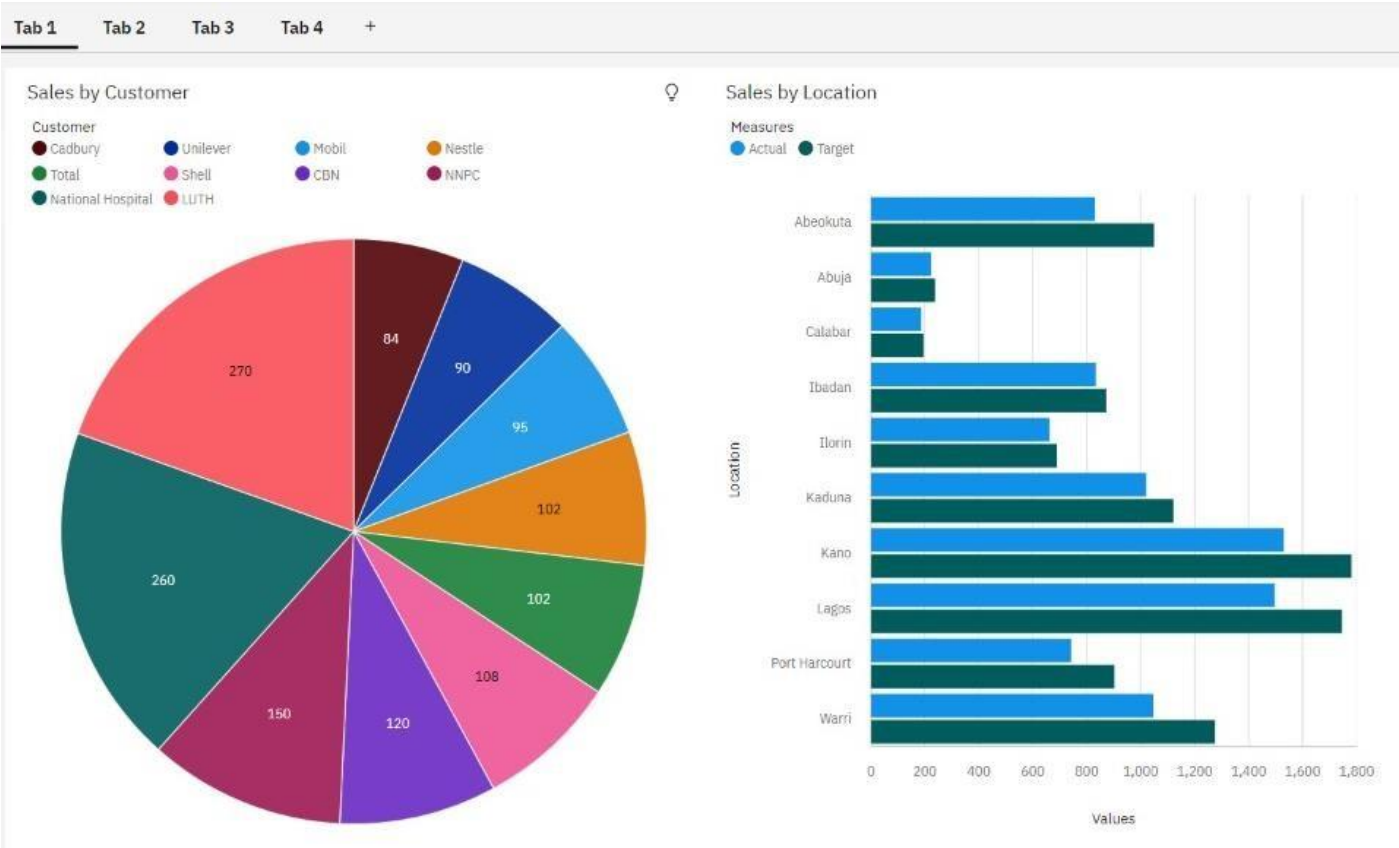 Tab 1 Tab 2 Tab 3 Tab 4 +
Sales by Customer
Customer
Cadbury Unilever Mobil Nestle
Total Shell CBN NNPC
National Hospital LUTH
84
90
95
102
102
108
120
150
260
270
Sales by Location
Measures
Actual Target
Location
Abeokuta
Abuja
Calabar
Ibadan
Ilorin
Kaduna
Kano
Lagos
Port Harcourt
Warri
0 200 400 600 800 1,000 1,200 1,400 1,600 1,800
Values